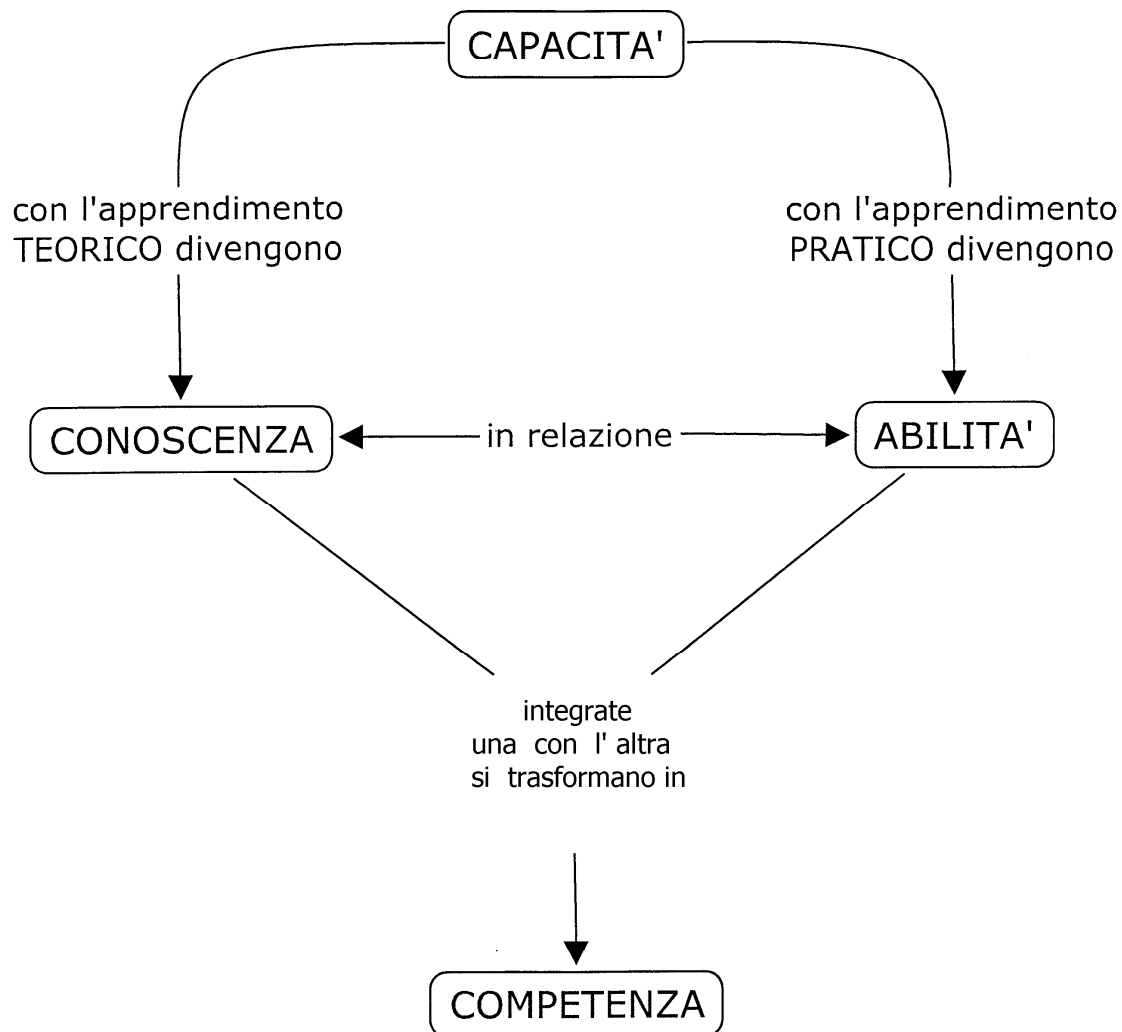 CAPACITA'
con l'apprendimento
TEORICO divengono
con l'apprendimento
PRATICO divengono
CONOSCENZA
in relazione
ABILITA'
integrate
una con l' altra
si trasformano in
COMPETENZA